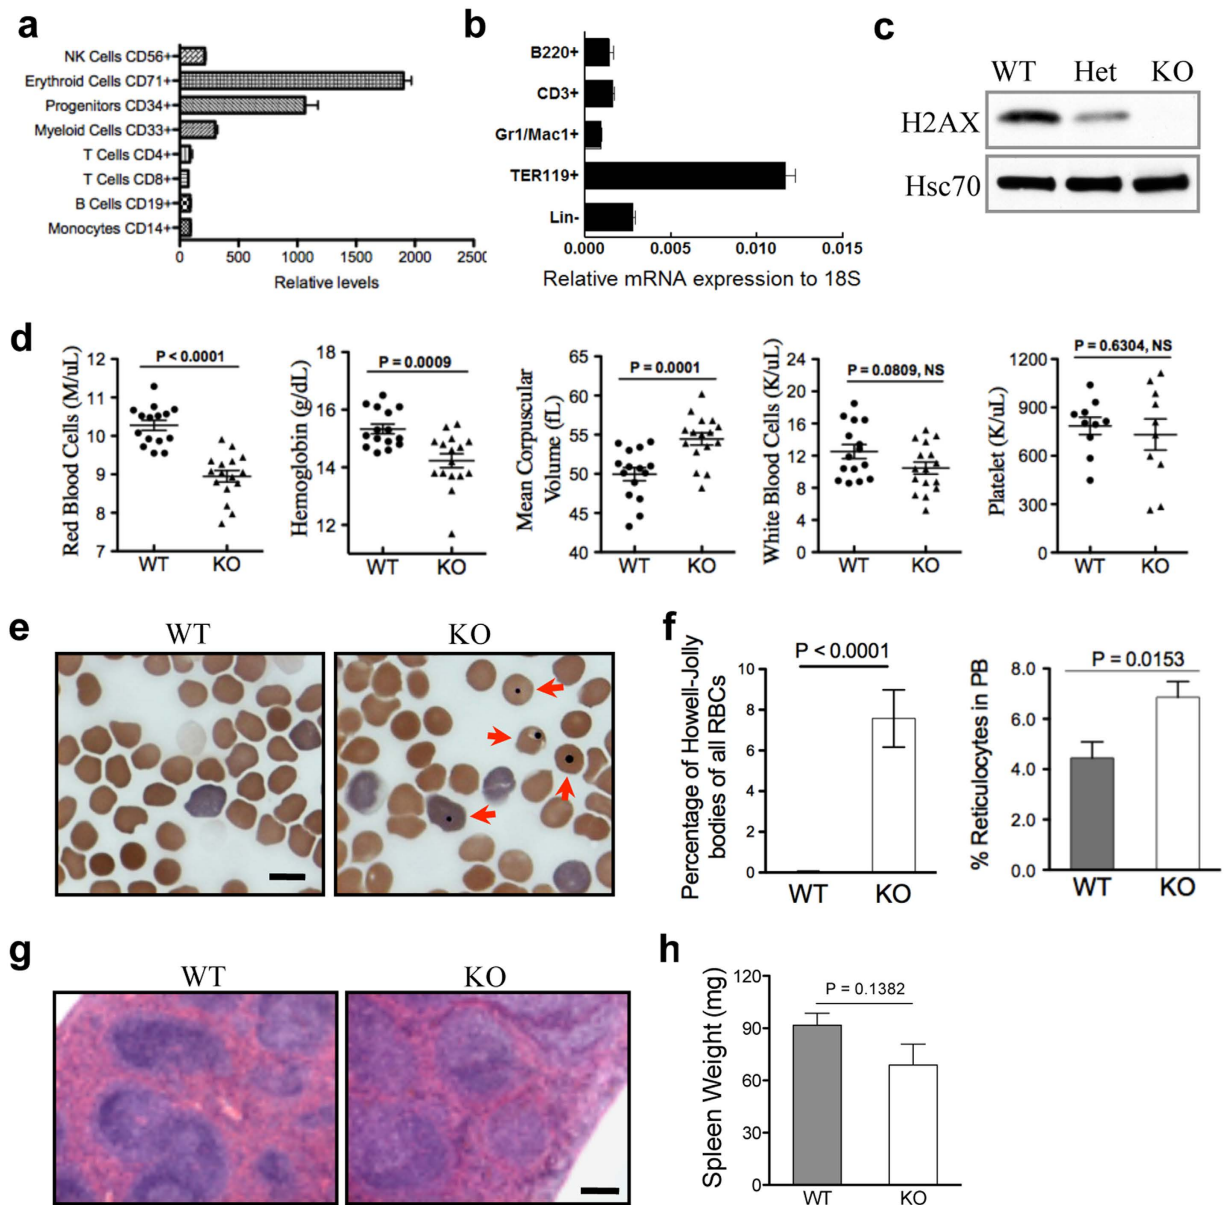 a
NK Cells CD56+
Erythroid Cells CD71+
Progenitors CD34+
Myeloid Cells CD33+
T Cells CD4+
T Cells CD8+
B Cells CD19+
Monocytes CD14+
0 500 1000 1500 2000 2500
Relative levels
b
B220+
CD3+
Gr1/Mac1+
TER119+
Lin-
0.000 0.005 0.010 0.015
Relative mRNA expression to 18S
c
WT Het KO
H2AX
Hsc70
d
Red Blood Cells (M/uL)
12
11
10
9
8
7
P < 0.0001
WT KO
Hemoglobin (g/dL)
18
16
14
12
P = 0.0009
WT KO
Mean Corpuscular
Volume (fL)
65
60
55
50
45
40
P = 0.0001
WT KO
White Blood Cells (K/uL)
24
20
16
12
8
4
0
P = 0.0809, NS
WT KO
Platelet (K/uL)
1200
900
600
300
0
P = 0.6304, NS
WT KO
e
WT KO
f
Percentage of Howell-Jolly
bodies of all RBCs
10
8
6
4
2
0
P < 0.0001
WT KO
% Reticulocytes in PB
8.0
6.0
4.0
2.0
0.0
P = 0.0153
WT KO
g
WT KO
h
Spleen Weight (mg)
120
90
60
30
0
P = 0.1382
WT KO